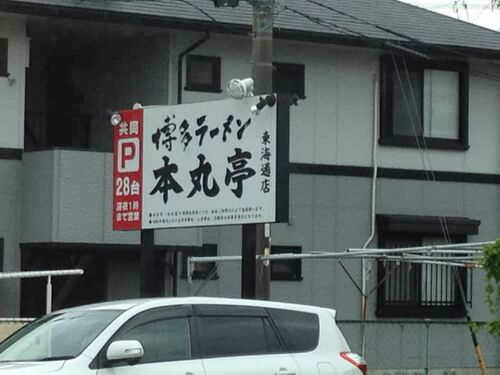 共同
P
28台
深夜1時
まで営業
博多ラーメン
本丸亭
東海通店